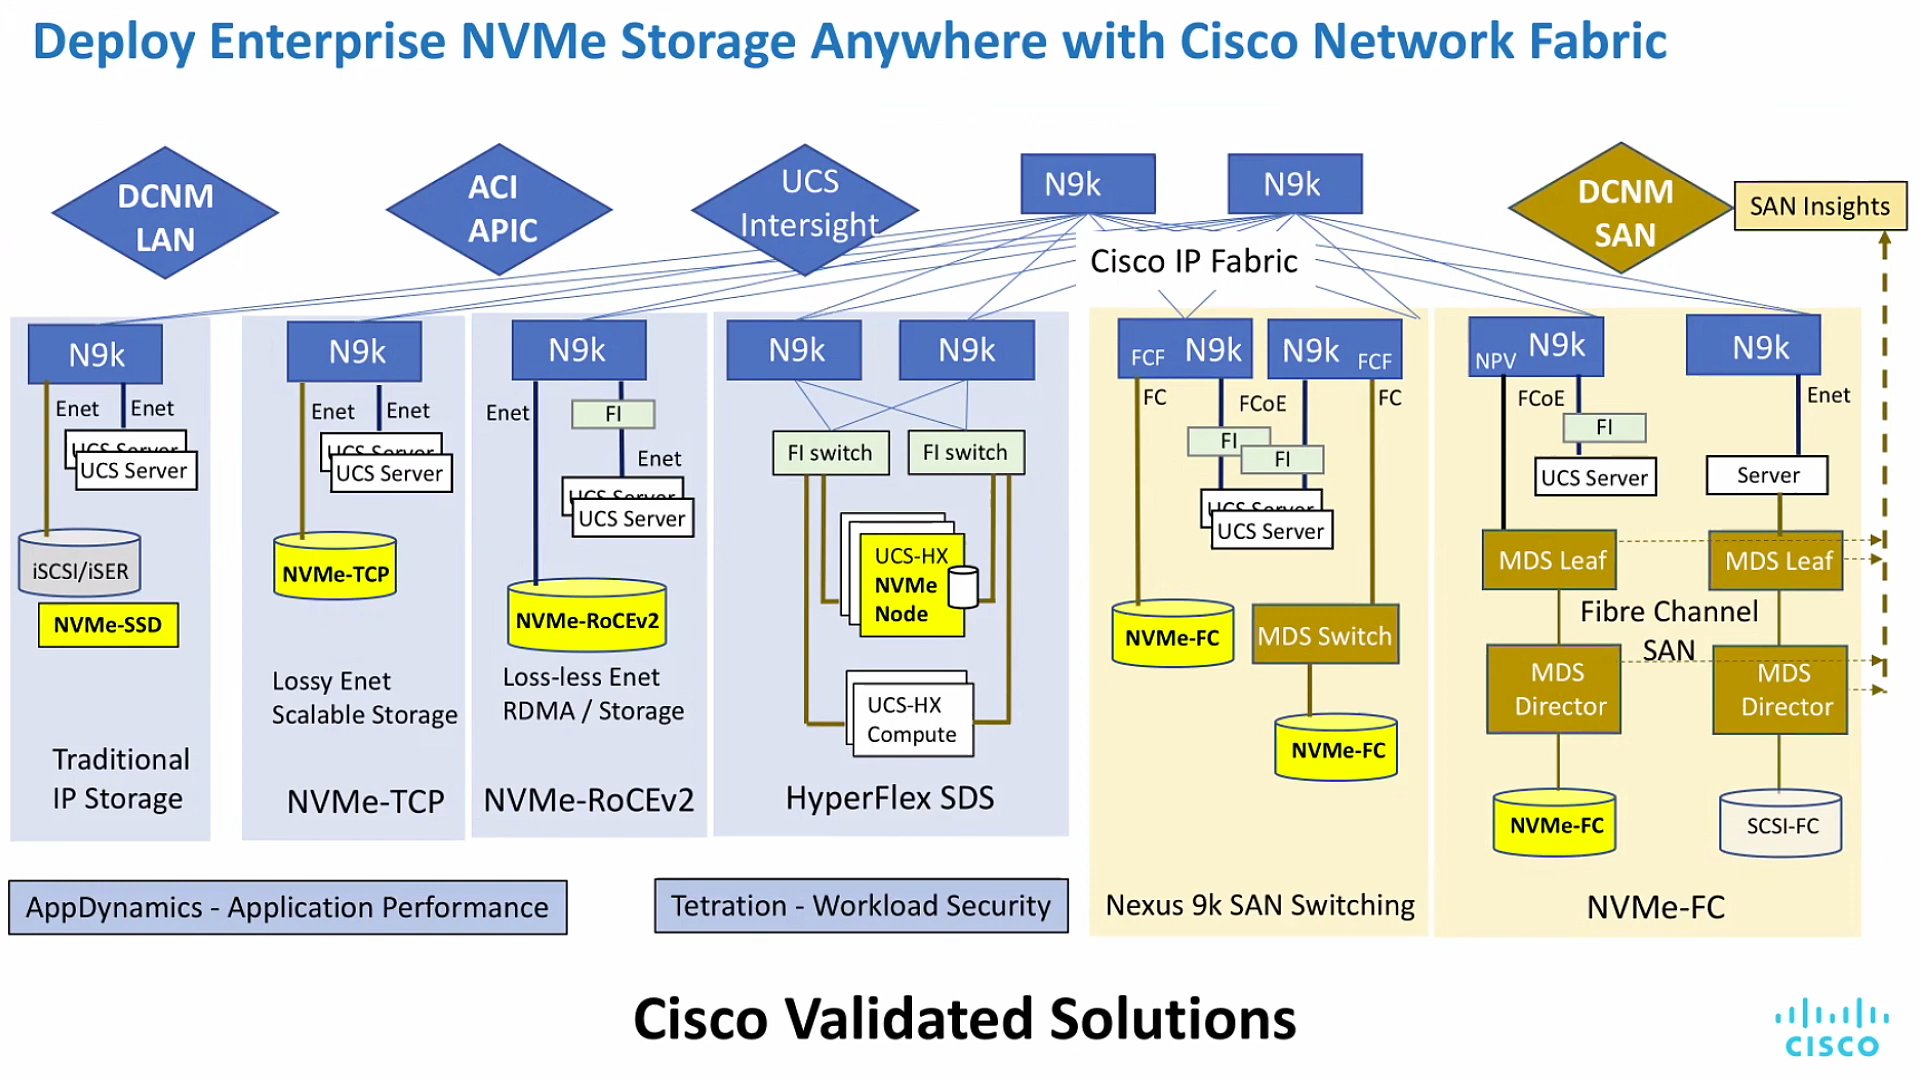 Deploy Enterprise NVMe Storage Anywhere with Cisco Network Fabric
DCNM
LAN
ACI
APIC
UCS
Intersight
N9k
N9k
DCNM
SAN
SAN Insights
Cisco IP Fabric
N9k
Enet
Enet
UCS Server
UCS Server
iSCSI/iSER
NVMe-SSD
Traditional
IP Storage
N9k
Enet
Enet
UCS Server
UCS Server
NVMe-TCP
Lossy Enet
Scalable Storage
NVMe-TCP
N9k
Enet
FI
Enet
UCS Server
UCS Server
NVMe-RoCEv2
Loss-less Enet
RDMA / Storage
NVMe-RoCEv2
N9k
N9k
FI switch
FI switch
UCS-HX
NVMe
Node
UCS-HX
Compute
HyperFlex SDS
FCF N9k
N9k FCF
FC
FCoE
FC
FI
FI
UCS Server
UCS Server
NVMe-FC
MDS Switch
NVMe-FC
Nexus 9k SAN Switching
NPV N9k
N9k
FCoE
Enet
FI
UCS Server
Server
MDS Leaf
MDS Leaf
Fibre Channel
SAN
MDS
Director
MDS
Director
NVMe-FC
SCSI-FC
NVMe-FC
AppDynamics - Application Performance
Tetration - Workload Security
Cisco Validated Solutions
CISCO